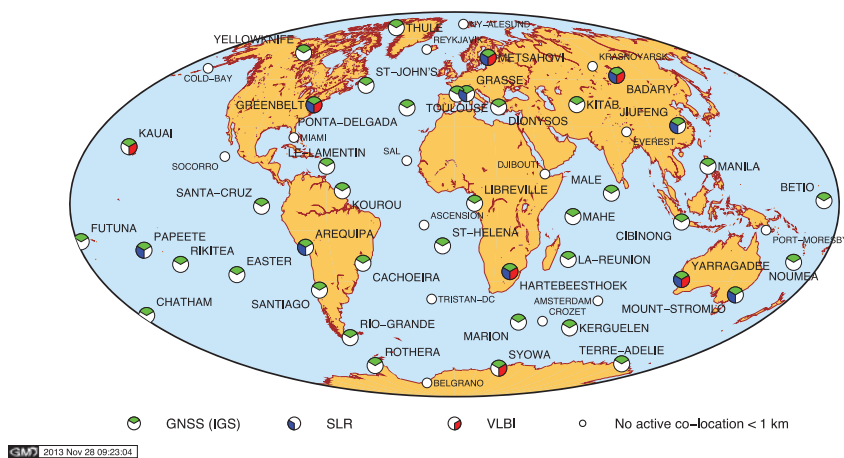 NY-ALESUND
THULE
REYKJAVIK
YELLOWKNIFE
METSAHOVI
KRASNOYARSK
COLD-BAY
ST-JOHN'S
GRASSE
BADARY
GREENBELT
TOULOUSE
KITAB
JIUFENG
PONTA-DELGADA
DIONYSOS
KAUAI
MIAMI
EVEREST
SOCORRO
LE-LAMENTIN
SAL
DJIBOUTI
MANILA
SANTA-CRUZ
KOUROU
LIBREVILLE
MALE
BETIO
ASCENSION
MAHE
FUTUNA
PAPEETE
AREQUIPA
ST-HELENA
CIBINONG
PORT-MORESBY
RIKITEA
EASTER
CACHOEIRA
LA-REUNION
YARRAGADEE
NOUMEA
HARTEBEESTHOEK
CHATHAM
SANTIAGO
TRISTAN-DC
AMSTERDAM
CROZET
MOUNT-STROMLO
RIO-GRANDE
MARION
KERGUELEN
ROTHERA
SYOWA
TERRE-ADELIE
BELGRANO
GNSS (IGS) SLR VLBI No active co-location < 1 km
GMD 2013 Nov 28 09:23:04